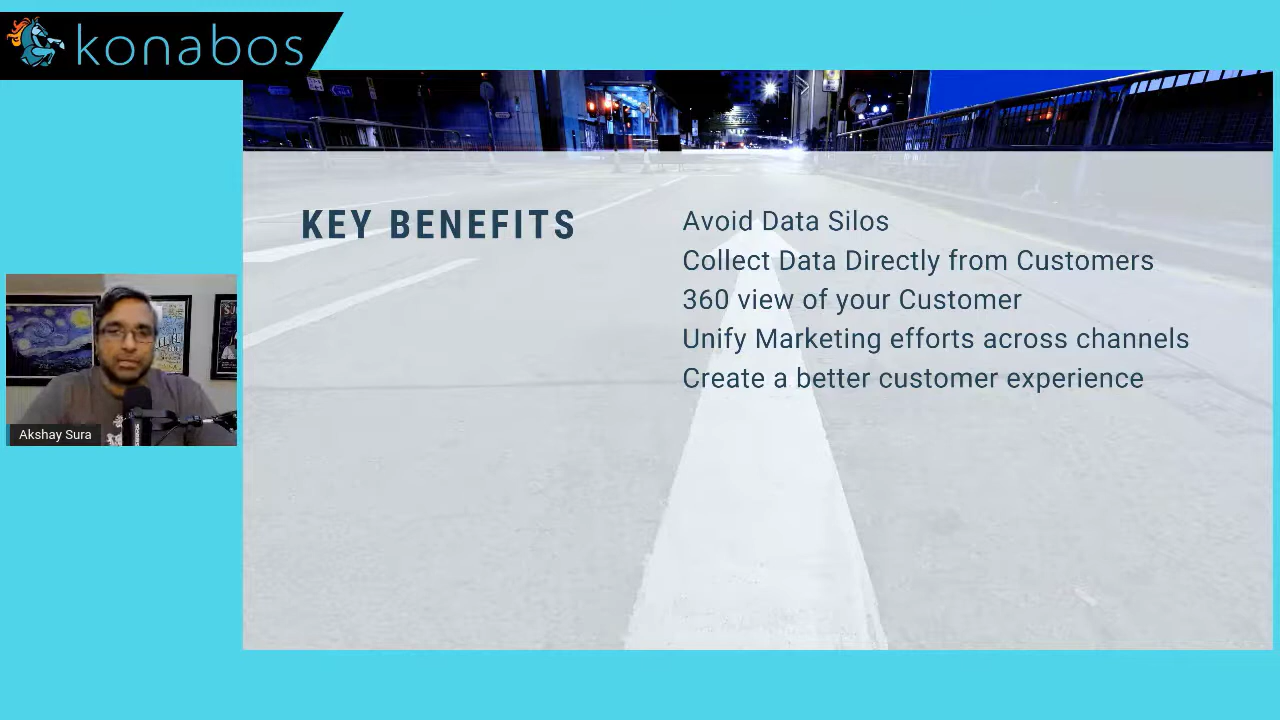 konabos
KEY BENEFITS
Avoid Data Silos
Collect Data Directly from Customers
360 view of your Customer
Unify Marketing efforts across channels
Create a better customer experience
Akshay Sura